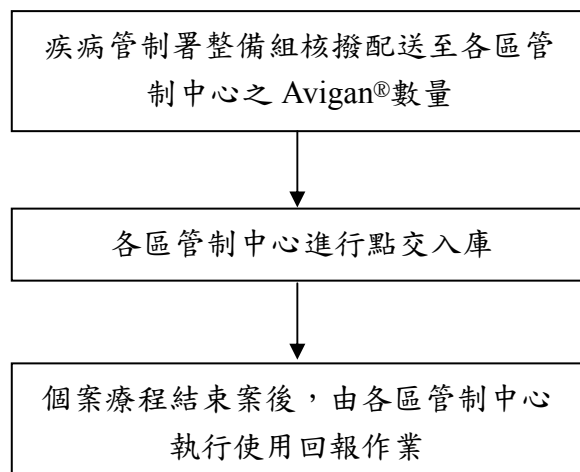 疾病管制署整備組核撥配送至各區管
制中心之 Avigan®數量
各區管制中心進行點交入庫
個案療程結束案後，由各區管制中心
執行使用回報作業